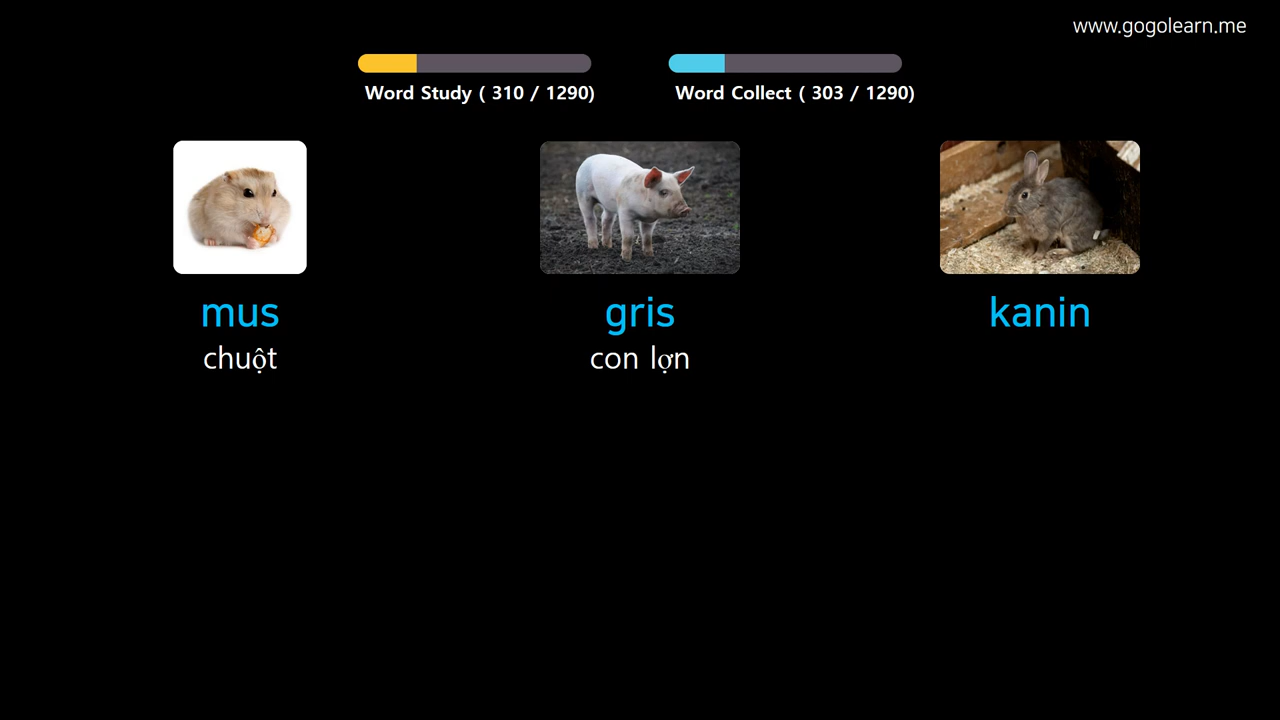 www.gogolearn.me
Word Study ( 310 / 1290)
Word Collect ( 303 / 1290)
mus
gris
kanin
chuột
con lợn